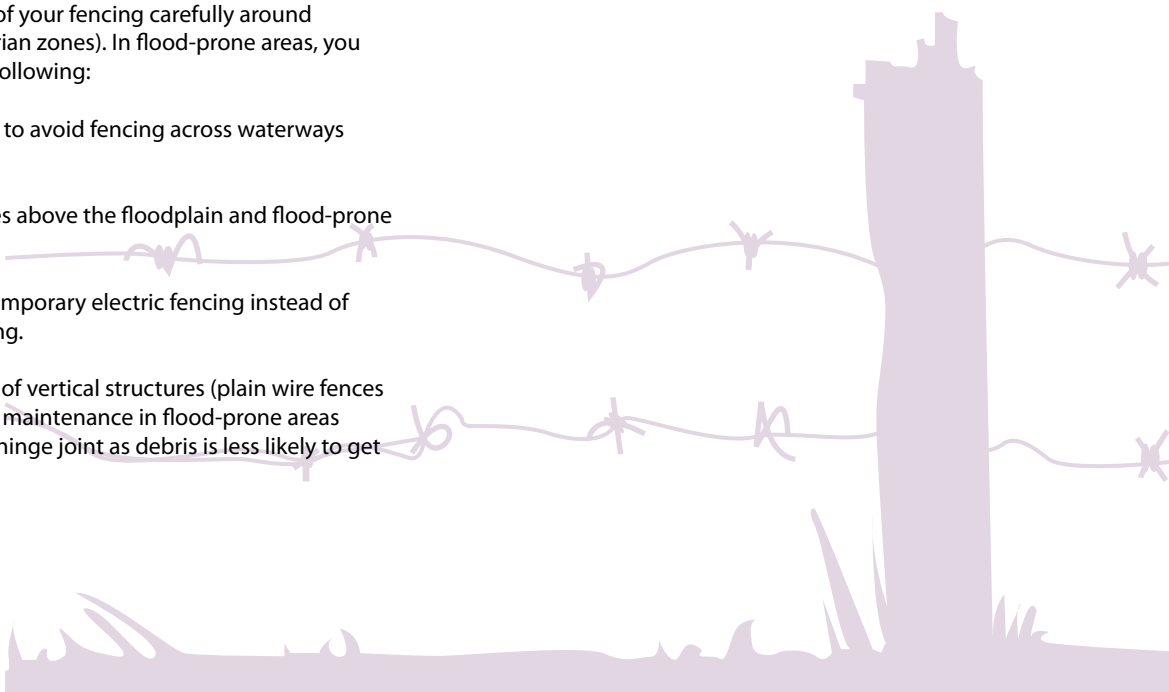 of your fencing carefully around
rian zones). In flood-prone areas, you
ollowing:
to avoid fencing across waterways
es above the floodplain and flood-prone
mporary electric fencing instead of
ng.
of vertical structures (plain wire fences
maintenance in flood-prone areas
hinge joint as debris is less likely to get